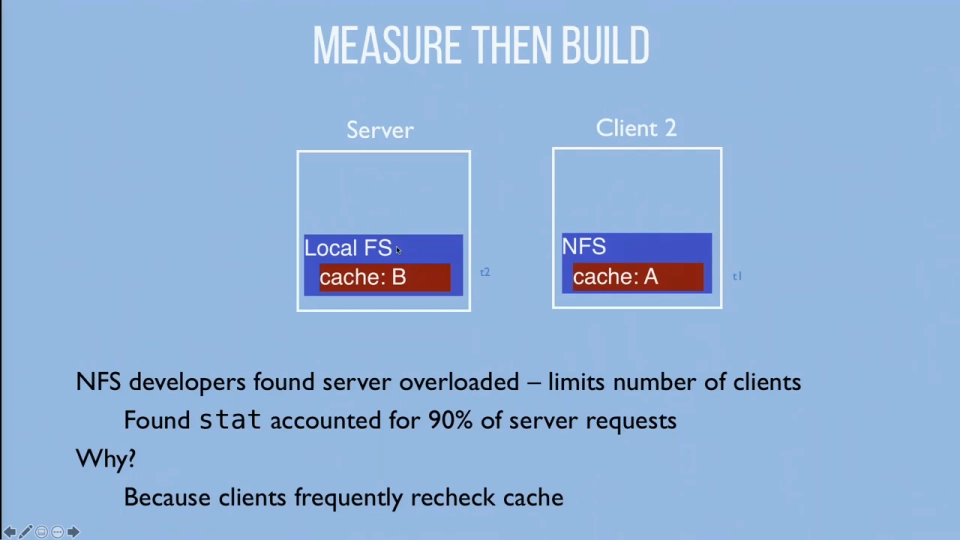 MEASURE THEN BUILD
Server
Client 2
Local FS
cache: B
t2
NFS
cache: A
t1
NFS developers found server overloaded – limits number of clients
Found stat accounted for 90% of server requests
Why?
Because clients frequently recheck cache